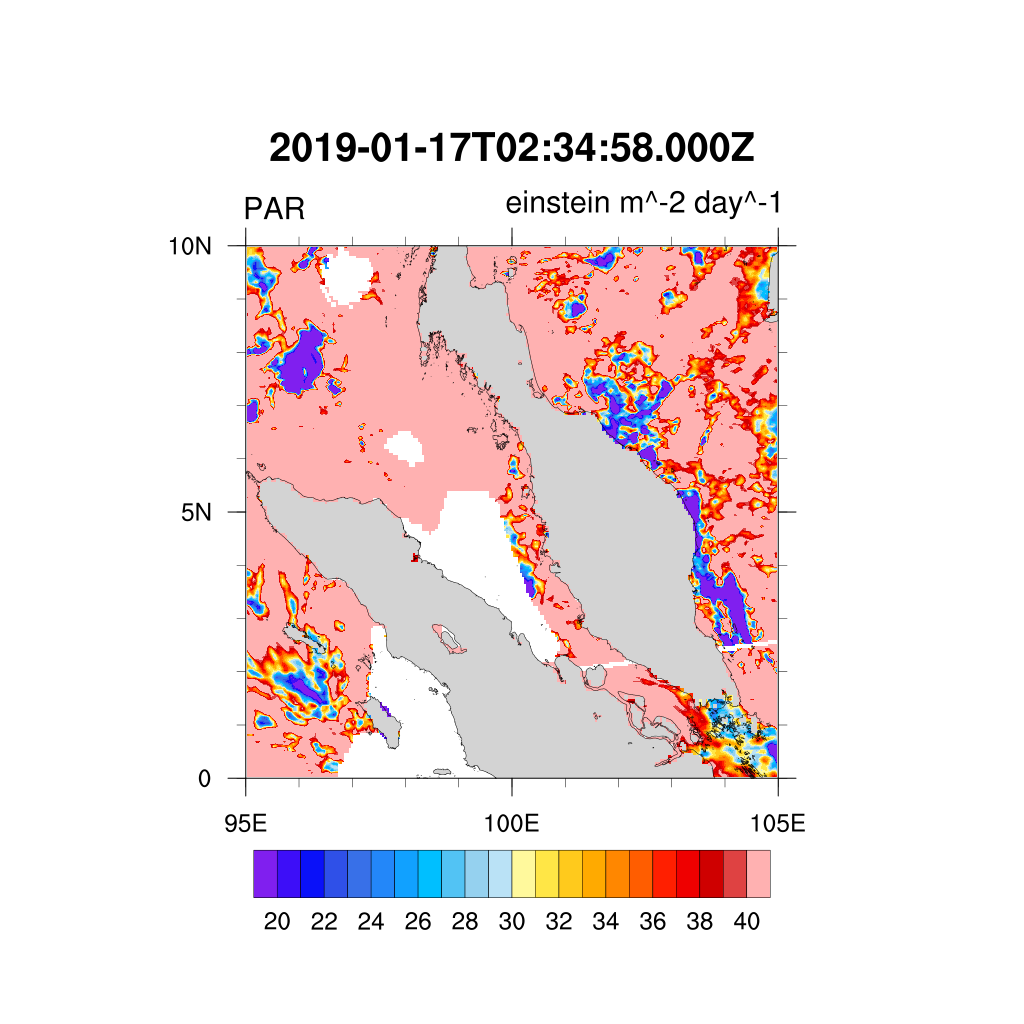 2019-01-17T02:34:58.000Z
PAR einstein m^-2 day^-1
10N
5N
0
95E 100E 105E
20 22 24 26 28 30 32 34 36 38 40